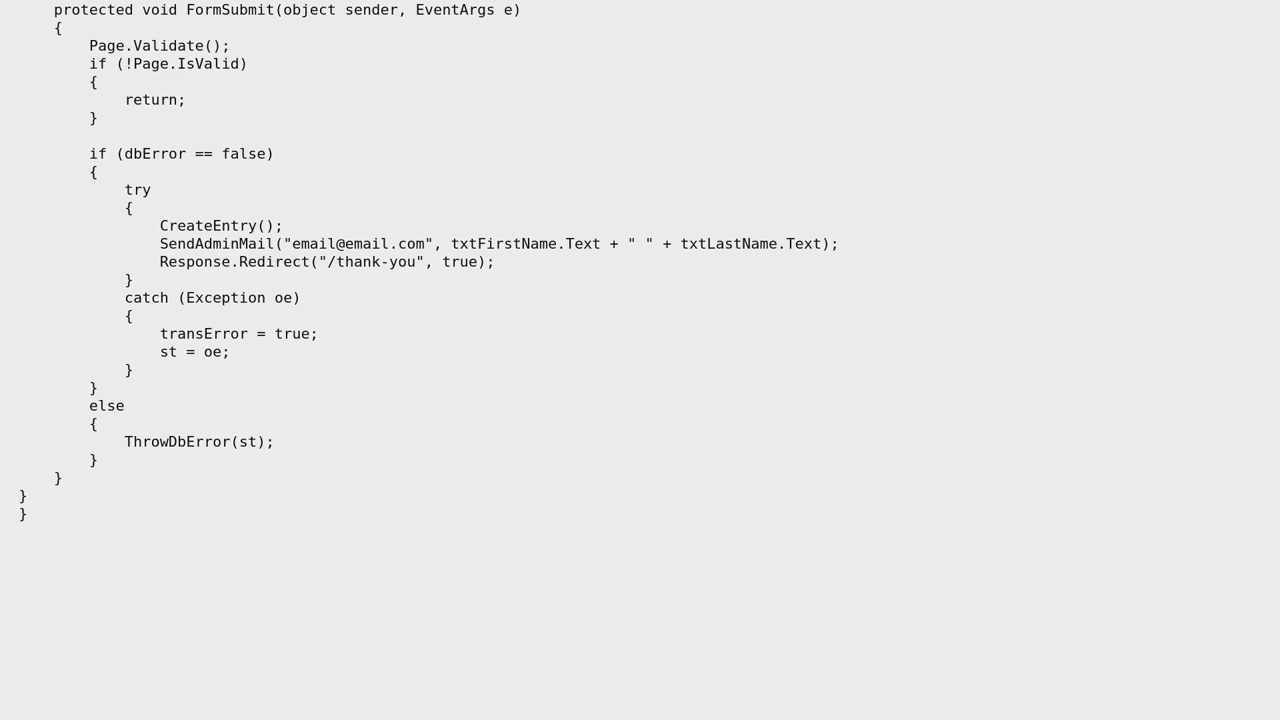 protected void FormSubmit(object sender, EventArgs e)
{
Page.Validate();
if (!Page.IsValid)
{
return;
}
if (dbError == false)
{
try
{
CreateEntry();
SendAdminMail("email@email.com", txtFirstName.Text + " " + txtLastName.Text);
Response.Redirect("/thank-you", true);
}
catch (Exception oe)
{
transError = true;
st = oe;
}
}
else
{
ThrowDbError(st);
}
}
}
}